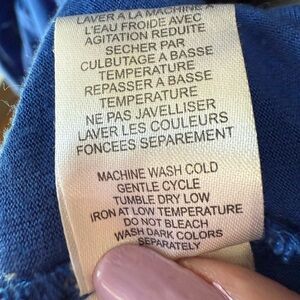 LAVER A LA MACHINE A
L'EAU FROIDE AVEC
AGITATION REDUITE
SECHER PAR
CULBUTAGE A BASSE
TEMPERATURE
REPASSER A BASSE
TEMPERATURE
NE PAS JAVELLISER
LAVER LES COULEURS
FONCEES SEPAREMENT
MACHINE WASH COLD
GENTLE CYCLE
TUMBLE DRY LOW
IRON AT LOW TEMPERATURE
DO NOT BLEACH
WASH DARK COLORS
SEPARATELY